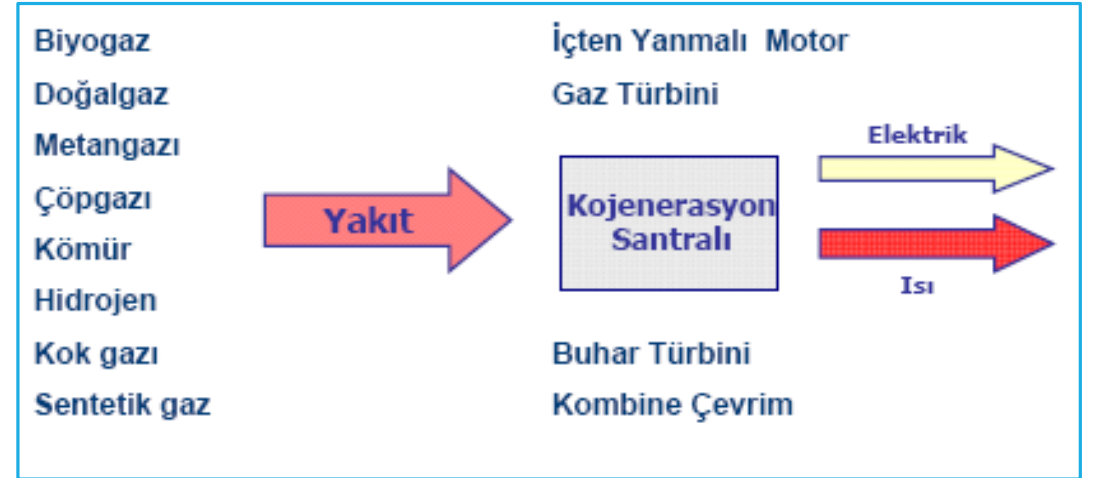 Biyogaz
Doğalgaz
Metangazı
Çöpgazı
Kömür
Hidrojen
Kok gazı
Sentetik gaz
Yakıt
İçten Yanmalı Motor
Gaz Türbini
Kojenerasyon
Santralı
Elektrik
Isı
Buhar Türbini
Kombine Çevrim